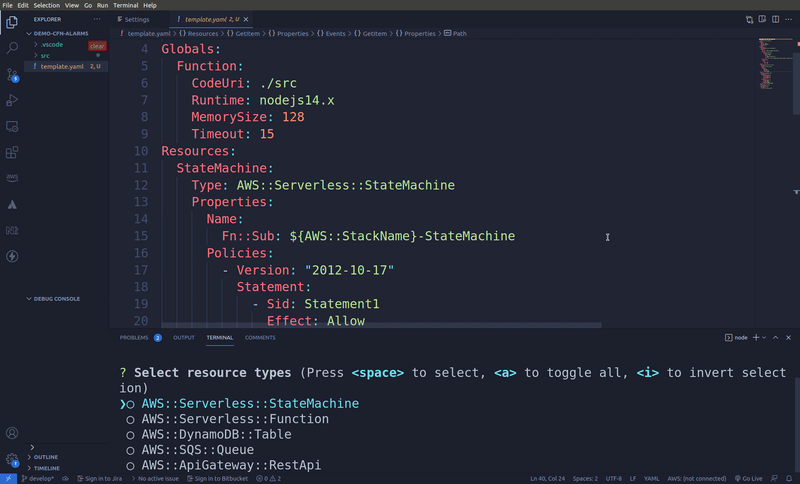 File Edit Selection View Go Run Terminal Help
EXPLORER
DEMO-CFN-ALARMS
.vscode
clear
src
template.yaml 2, U
DEBUG CONSOLE
OUTLINE
TIMELINE
Settings
template.yaml 2, U
template.yaml > {} Resources > {} GetItem > {} Properties > {} Events > {} GetItem > {} Properties > Path
4 Globals:
5 Function:
6 CodeUri: ./src
7 Runtime: nodejs14.x
8 MemorySize: 128
9 Timeout: 15
10 Resources:
11 StateMachine:
12 Type: AWS::Serverless::StateMachine
13 Properties:
14 Name:
15 Fn::Sub: ${AWS::StackName}-StateMachine
16 Policies:
17 - Version: "2012-10-17"
18 Statement:
19 - Sid: Statement1
20 Effect: Allow
PROBLEMS 2 OUTPUT TERMINAL COMMENTS
node
? Select resource types (Press <space> to select, <a> to toggle all, <i> to invert select
ion)
❯○ AWS::Serverless::StateMachine
○ AWS::Serverless::Function
○ AWS::DynamoDB::Table
○ AWS::SQS::Queue
○ AWS::ApiGateway::RestApi
develop* Sign in to Jira No active issue Sign In to Bitbucket 0 2 Ln 40, Col 24 Spaces: 2 UTF-8 LF YAML AWS: (not connected) Go Live